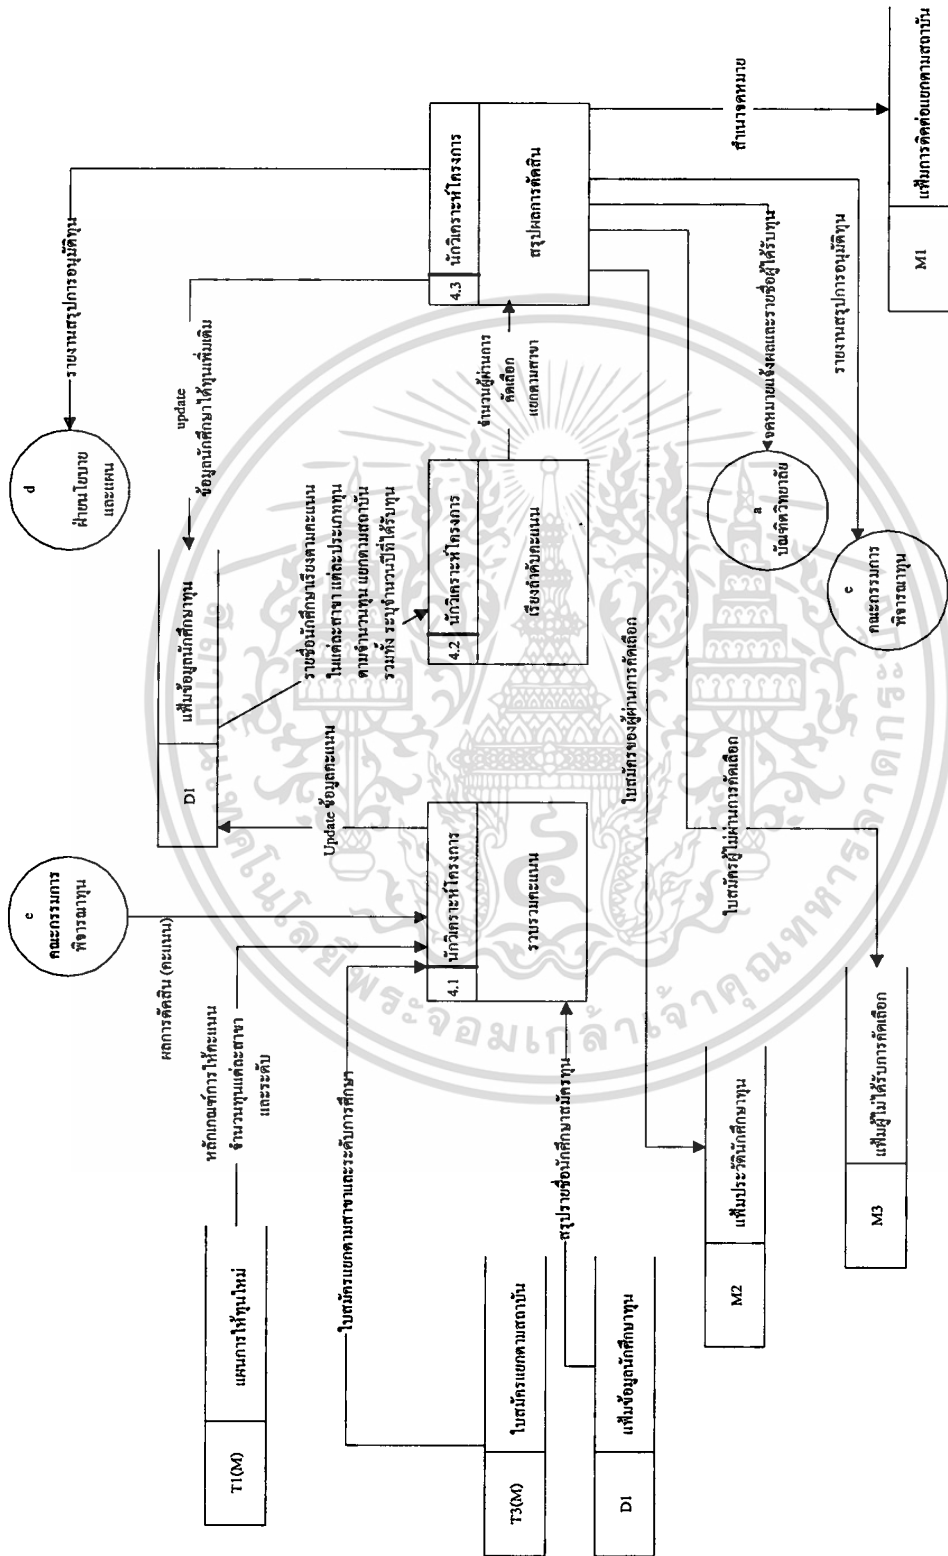 c
คณะกรรมการ
พิจารณาทุน
ผลการตัดสิน (คะแนน)
T1(M)
แผนการให้ทุนใหม่
หลักเกณฑ์การให้คะแนน
จำนวนทุนแต่ละสาขา
และระดับ
ใบสมัครแยกตามสาขาและระดับการศึกษา
T3(M)
ใบสมัครแยกตามสถาบัน
D1
แฟ้มข้อมูลนักศึกษาทุน
สรุปรายชื่อนักศึกษาสมัครทุน
4.1
นักวิเคราะห์โครงการ
รวบรวมคะแนน
Update ข้อมูลคะแนน
D1
แฟ้มข้อมูลนักศึกษาทุน
รายชื่อนักศึกษาเรียงตามคะแนน
ในแต่ละสาขา แต่ละประเภททุน
ตามจำนวนทุน แยกตามสถาบัน
รวมทั้ง ระบุจำนวนปีที่ได้รับทุน
4.2
นักวิเคราะห์โครงการ
เรียงลำดับคะแนน
จำนวนผู้ผ่านการ
คัดเลือก
แยกตามสาขา
4.3
นักวิเคราะห์โครงการ
สรุปผลการตัดสิน
update
ข้อมูลนักศึกษาได้ทุนเพิ่มเติม
d
ฝ่ายนโยบาย
และแผน
รายงานสรุปการอนุมัติทุน
ใบสมัครของผู้ผ่านการคัดเลือก
M2
แฟ้มประวัตินักศึกษาทุน
ใบสมัครผู้ไม่ผ่านการคัดเลือก
M3
แฟ้มผู้ไม่ได้รับการคัดเลือก
จดหมายแจ้งผลและรายชื่อผู้ได้รับทุน
a
บัณฑิตวิทยาลัย
รายงานสรุปการอนุมัติทุน
c
คณะกรรมการ
พิจารณาทุน
สำเนาจดหมาย
M1
แฟ้มการติดต่อแยกตามสถาบัน
พระจอมเกล้าเจ้าคุณทหารลาดกระบัง